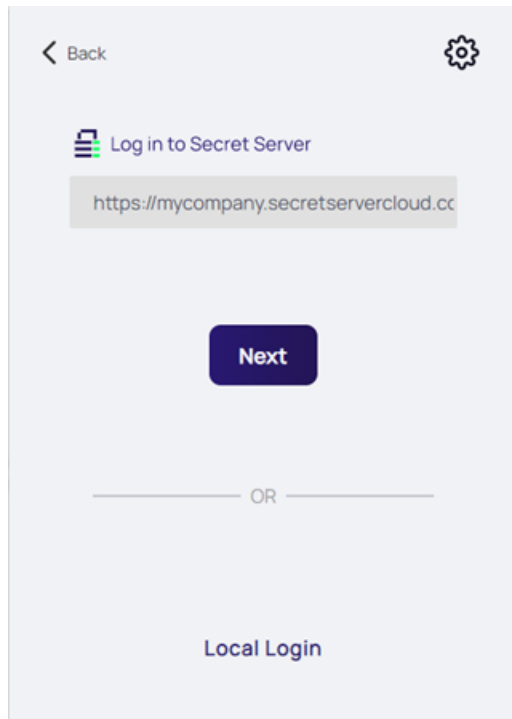 Back
Log in to Secret Server
https://mycompany.secretservercloud.cc
Next
OR
Local Login